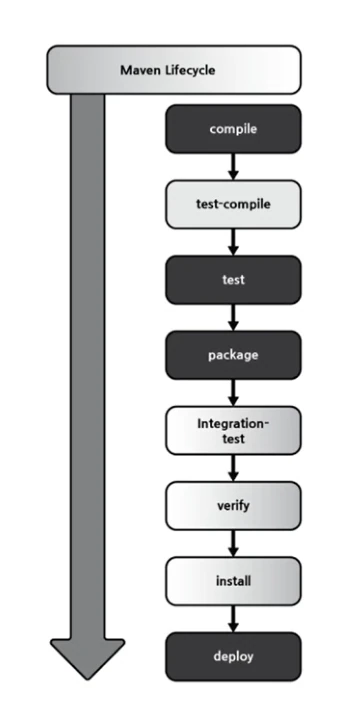 Maven Lifecycle
compile
test-compile
test
package
Integration-
test
verify
install
deploy